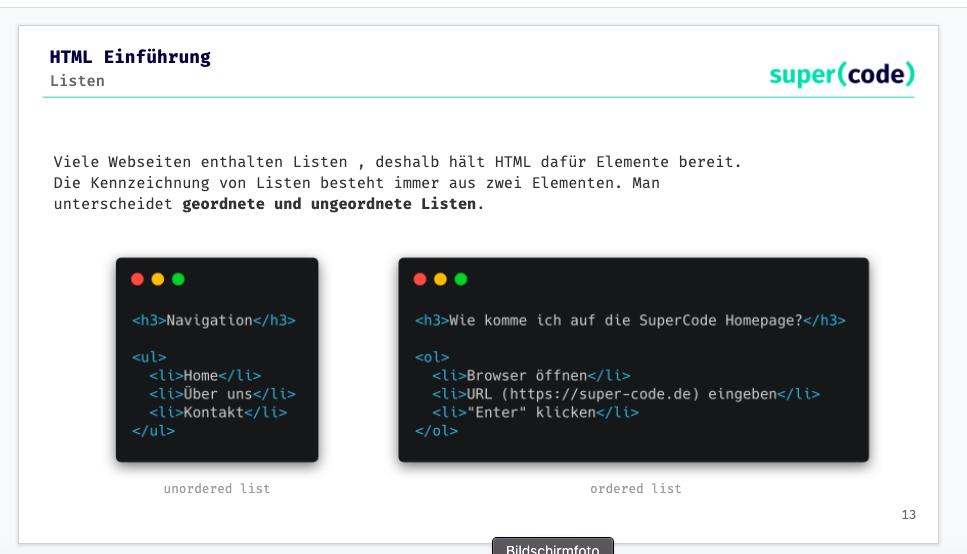 HTML Einführung
Listen
super(code)
Viele Webseiten enthalten Listen , deshalb hält HTML dafür Elemente bereit.
Die Kennzeichnung von Listen besteht immer aus zwei Elementen. Man
unterscheidet geordnete und ungeordnete Listen.
<h3>Navigation</h3>
<ul>
<li>Home</li>
<li>Über uns</li>
<li>Kontakt</li>
</ul>
unordered list
<h3>Wie komme ich auf die SuperCode Homepage?</h3>
<ol>
<li>Browser öffnen</li>
<li>URL (https://super-code.de) eingeben</li>
<li>"Enter" klicken</li>
</ol>
ordered list
13
Bildschirmfoto